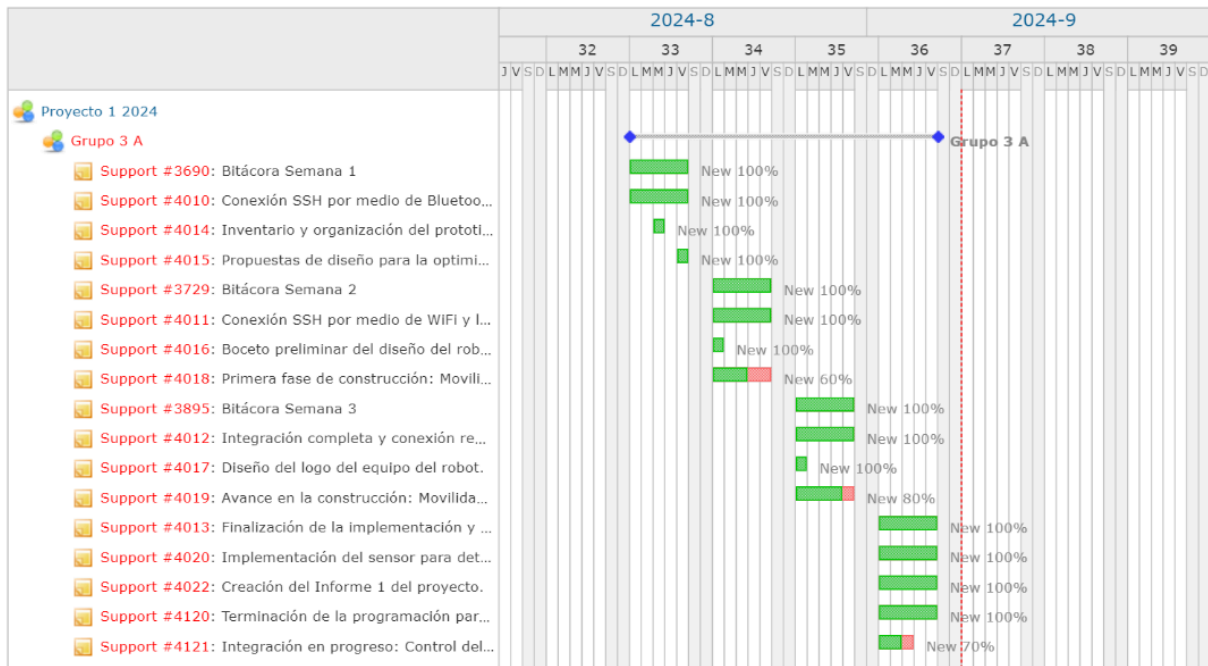 2024-8 2024-9
32 33 34 35 36 37 38 39
J V S D L M M J V S D L M M J V S D L M M J V S D L M M J V S D L M M J V S D L M M J V S D L M M J V S D L M M J V S D
Proyecto 1 2024
Grupo 3 A Grupo 3 A
Support #3690: Bitácora Semana 1 New 100%
Support #4010: Conexión SSH por medio de Bluetoo... New 100%
Support #4014: Inventario y organización del prototi... New 100%
Support #4015: Propuestas de diseño para la optimi... New 100%
Support #3729: Bitácora Semana 2 New 100%
Support #4011: Conexión SSH por medio de WiFi y l... New 100%
Support #4016: Boceto preliminar del diseño del rob... New 100%
Support #4018: Primera fase de construcción: Movili... New 60%
Support #3895: Bitácora Semana 3 New 100%
Support #4012: Integración completa y conexión re... New 100%
Support #4017: Diseño del logo del equipo del robot. New 100%
Support #4019: Avance en la construcción: Movilida... New 80%
Support #4013: Finalización de la implementación y ... New 100%
Support #4020: Implementación del sensor para det... New 100%
Support #4022: Creación del Informe 1 del proyecto. New 100%
Support #4120: Terminación de la programación par... New 100%
Support #4121: Integración en progreso: Control del... New 70%